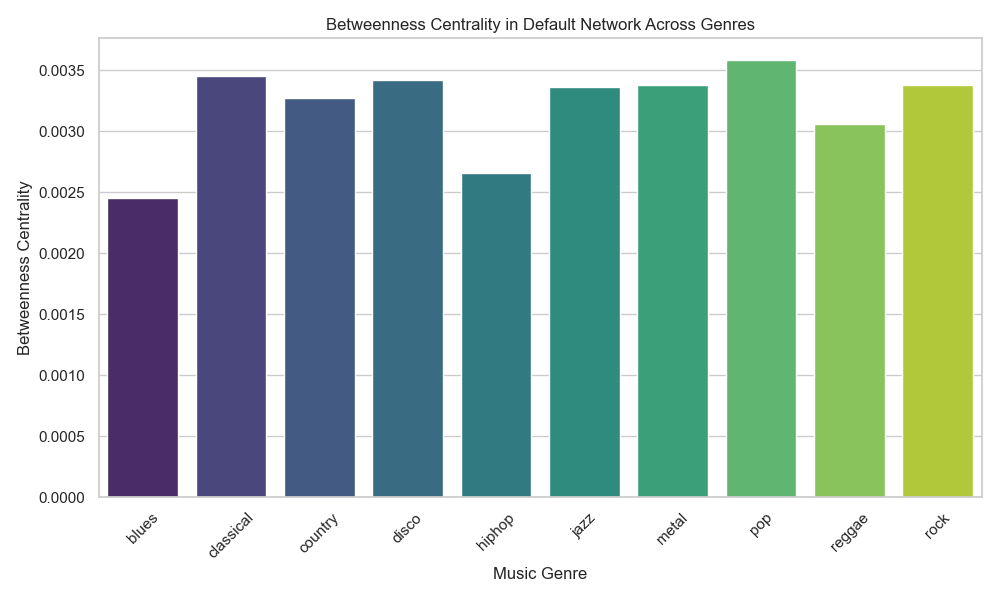 Betweenness Centrality in Default Network Across Genres
Betweenness Centrality
0.0035
0.0030
0.0025
0.0020
0.0015
0.0010
0.0005
0.0000
blues
classical
country
disco
hiphop
jazz
metal
pop
reggae
rock
Music Genre